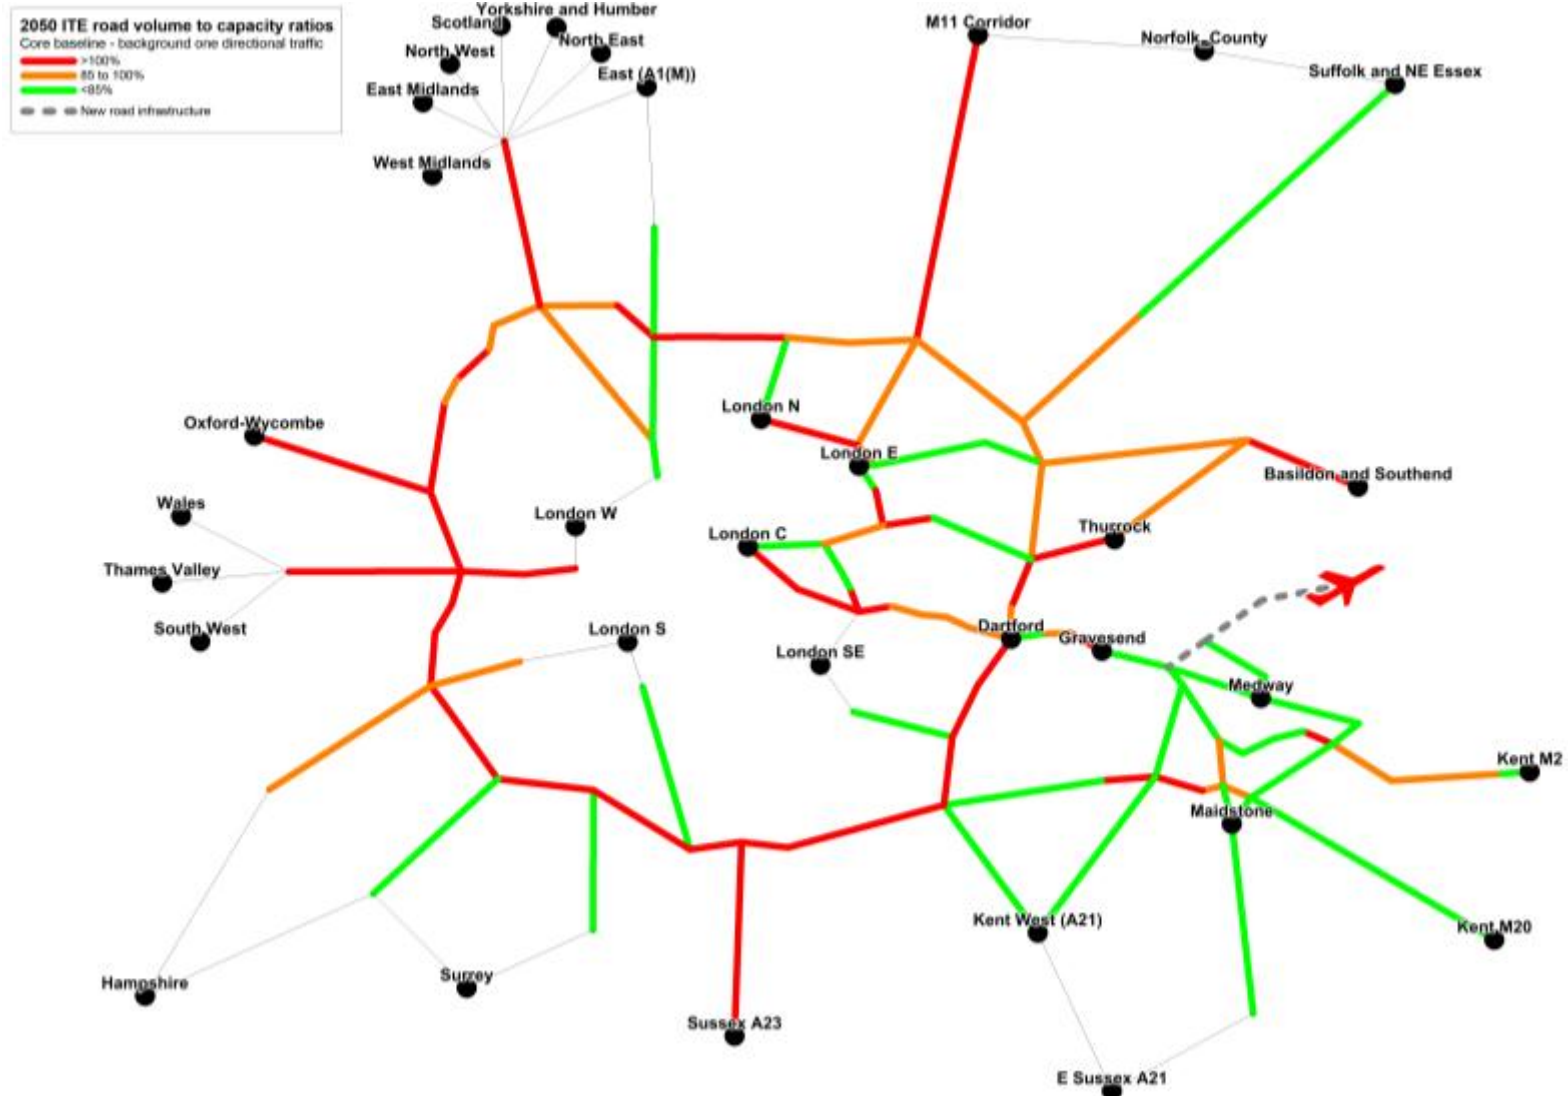 2050 ITE road volume to capacity ratios
Core baseline - background one directional traffic
>100%
85 to 100%
<85%
New road infrastructure
Yorkshire and Humber
Scotland
North East
North West
East (A1(M))
East Midlands
West Midlands
M11 Corridor
Norfolk County
Suffolk and NE Essex
London N
Oxford-Wycombe
London E
Basildon and Southend
Wales
London W
London C
Thurrock
Thames Valley
South West
London S
Dartford
Gravesend
London SE
Medway
Kent M2
Maidstone
Kent West (A21)
Kent M20
Hampshire
Surrey
Sussex A23
E Sussex A21